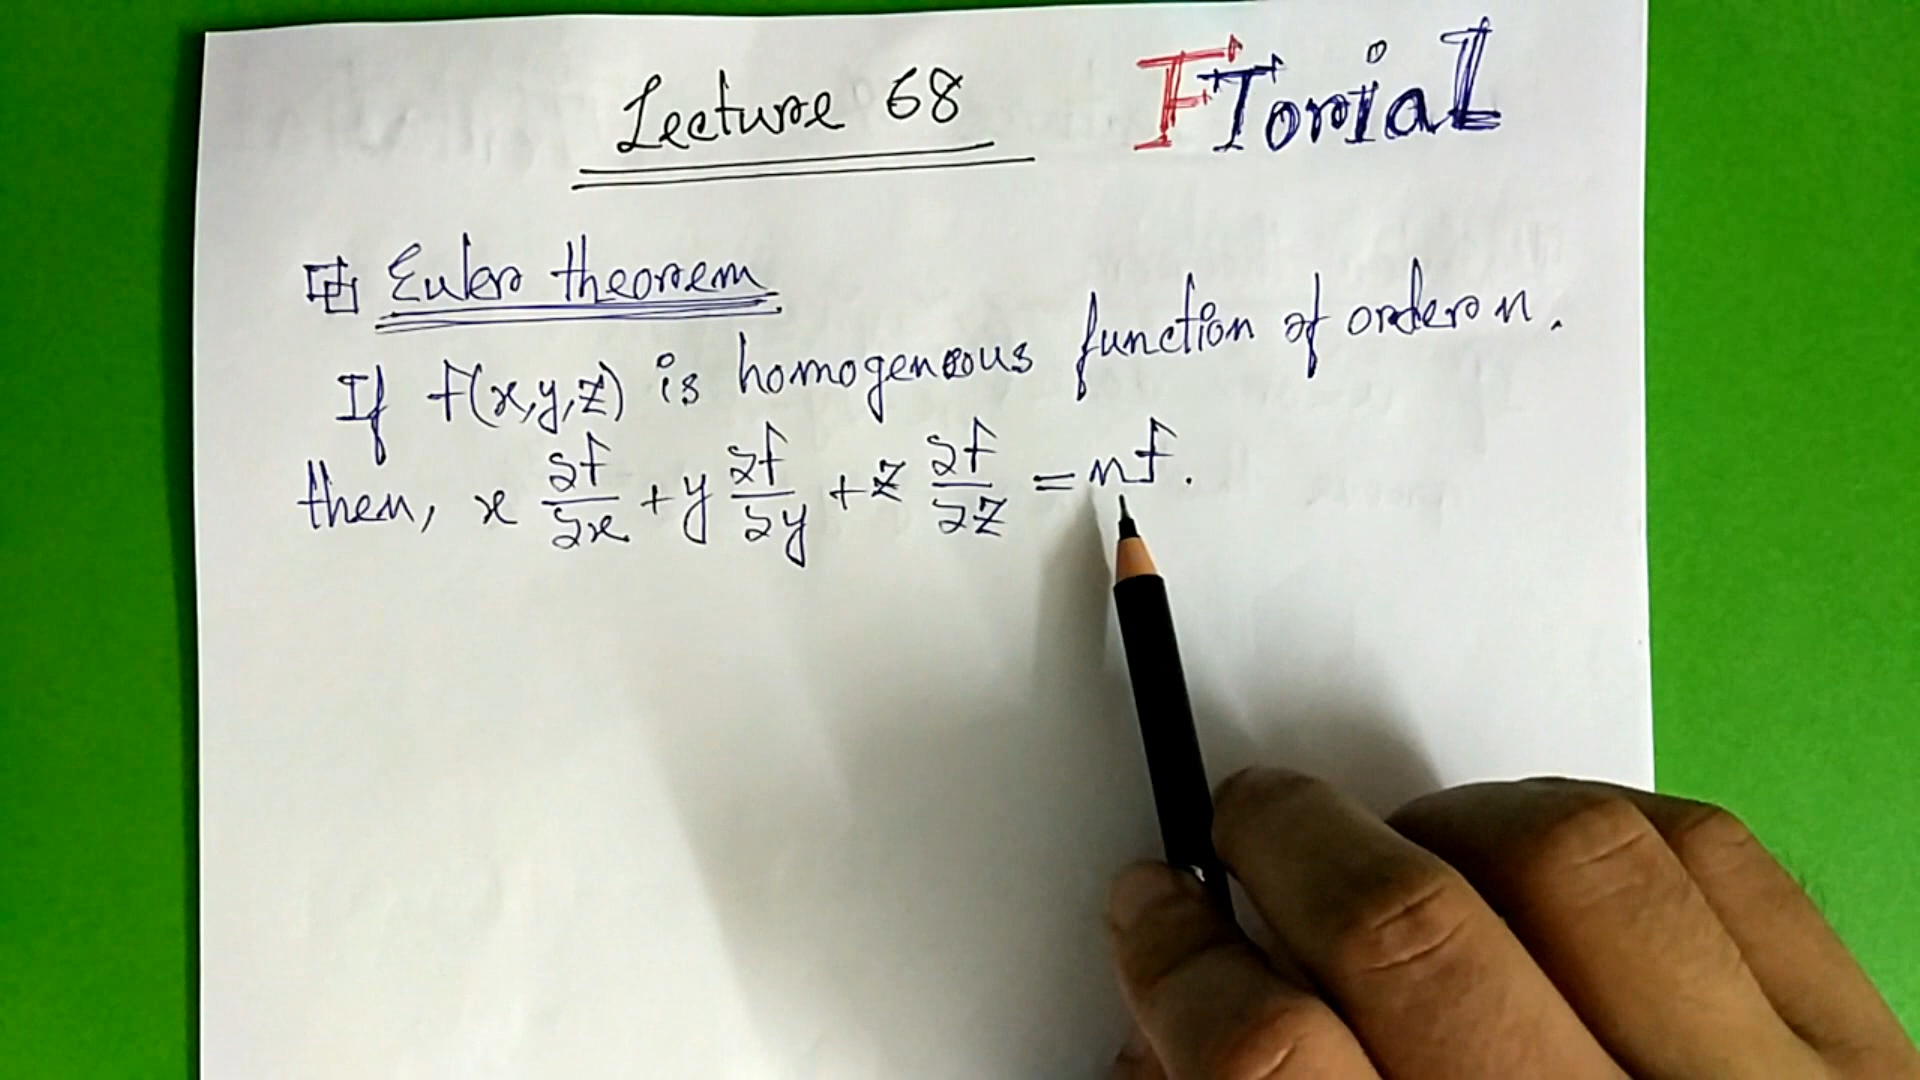 Lecture 68
FTorial
Euler theorem
If f(x,y,z) is homogeneous function of order n.
then, x ∂f/∂x + y ∂f/∂y + z ∂f/∂z = nf.